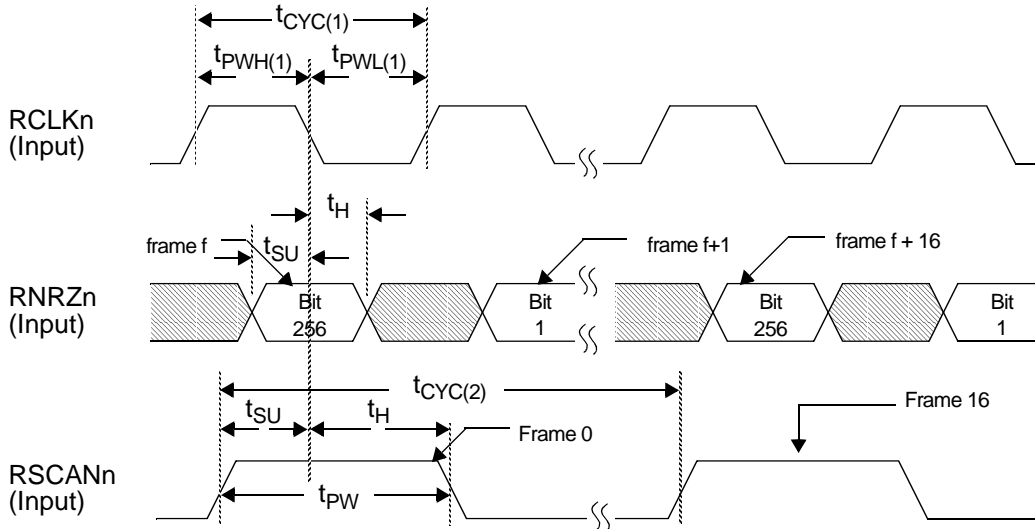 tCYC(1)
tPWH(1) tPWL(1)
RCLKn
(Input)
tH
frame f tSU frame f+1 frame f + 16
RNRZn
(Input)
Bit
256
Bit
1
Bit
256
Bit
1
tCYC(2)
tSU tH Frame 0 Frame 16
RSCANn
(Input)
tPW